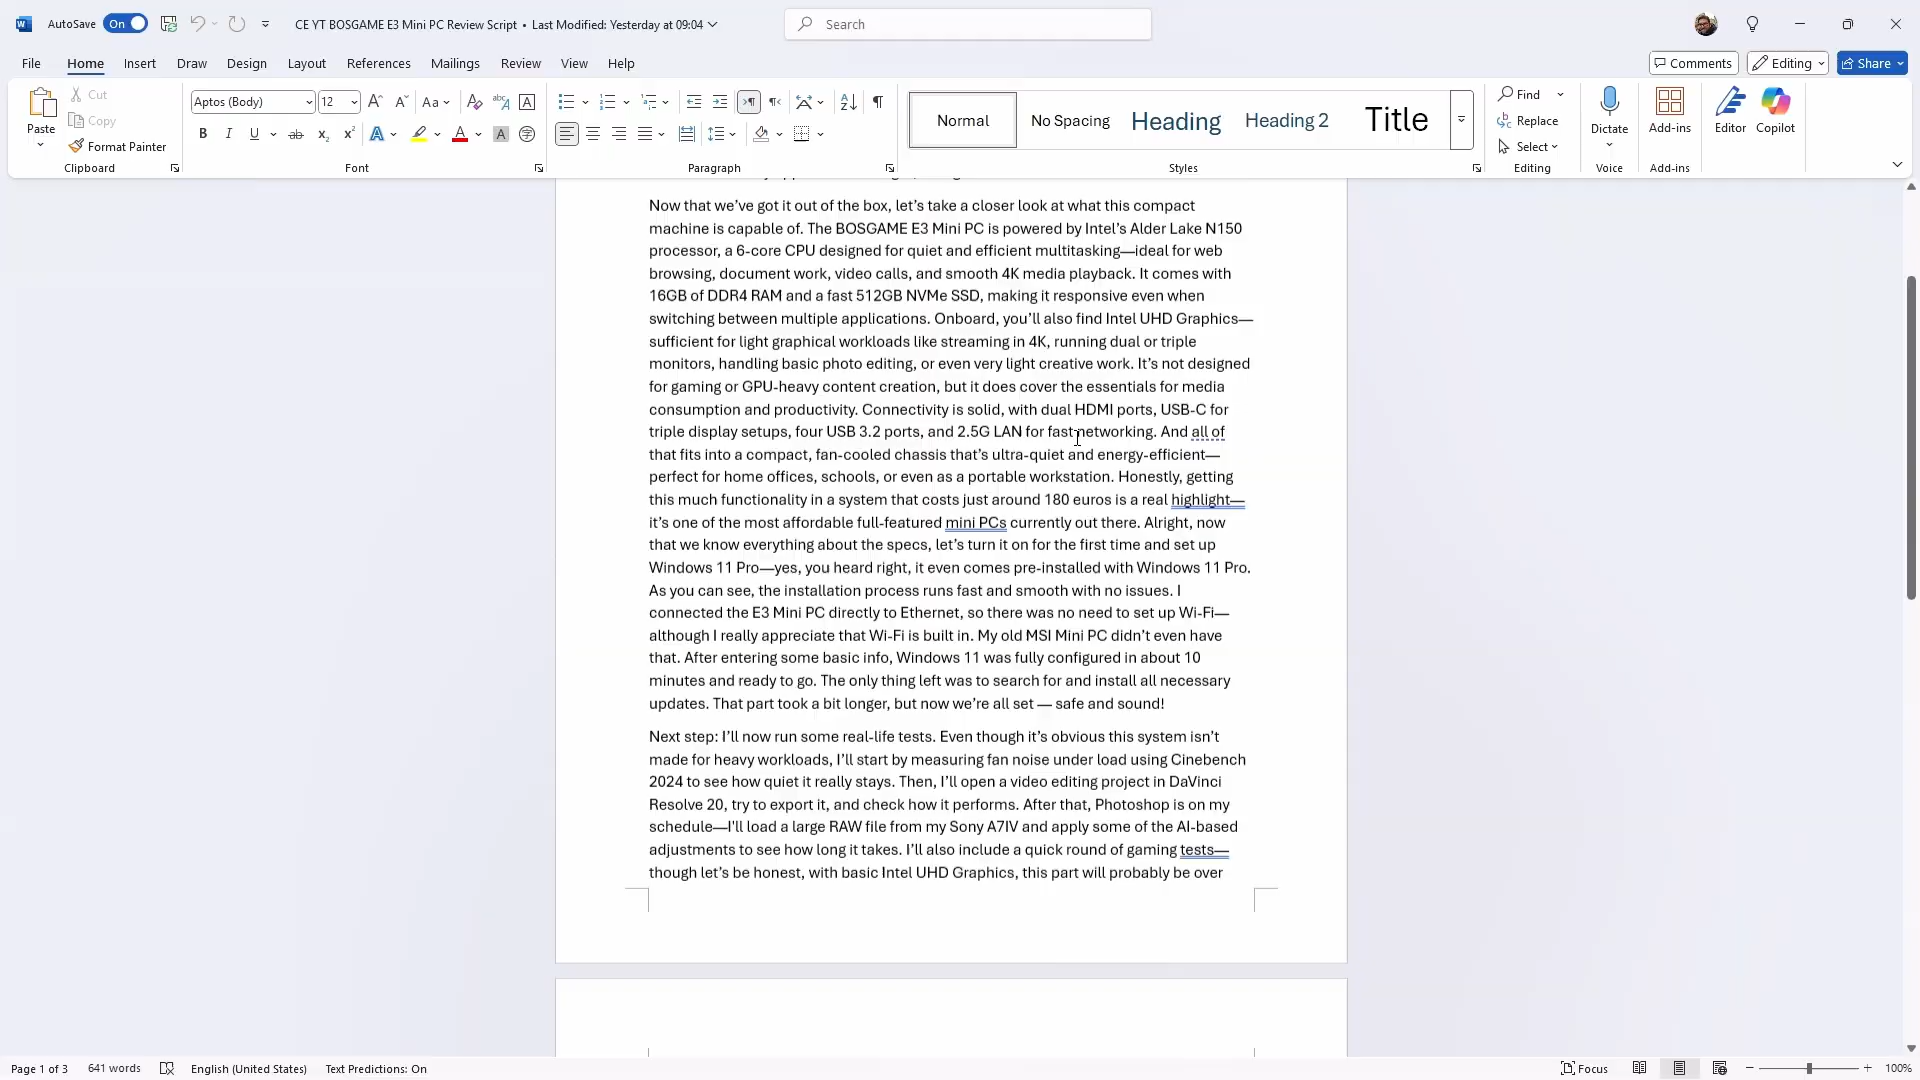 AutoSave On CE YT BOSGAME E3 Mini PC Review Script • Last Modified: Yesterday at 09:04 Search
File Home Insert Draw Design Layout References Mailings Review View Help Comments Editing Share
Paste Cut Copy Format Painter Clipboard
Aptos (Body) 12 Font
Paragraph
Normal No Spacing Heading Heading 2 Title Styles
Find Replace Select Editing
Dictate Voice
Add-ins Add-ins
Editor Copilot
Now that we’ve got it out of the box, let’s take a closer look at what this compact
machine is capable of. The BOSGAME E3 Mini PC is powered by Intel’s Alder Lake N150
processor, a 6-core CPU designed for quiet and efficient multitasking—ideal for web
browsing, document work, video calls, and smooth 4K media playback. It comes with
16GB of DDR4 RAM and a fast 512GB NVMe SSD, making it responsive even when
switching between multiple applications. Onboard, you’ll also find Intel UHD Graphics—
sufficient for light graphical workloads like streaming in 4K, running dual or triple
monitors, handling basic photo editing, or even very light creative work. It’s not designed
for gaming or GPU-heavy content creation, but it does cover the essentials for media
consumption and productivity. Connectivity is solid, with dual HDMI ports, USB-C for
triple display setups, four USB 3.2 ports, and 2.5G LAN for fast networking. And all of
that fits into a compact, fan-cooled chassis that’s ultra-quiet and energy-efficient—
perfect for home offices, schools, or even as a portable workstation. Honestly, getting
this much functionality in a system that costs just around 180 euros is a real highlight—
it’s one of the most affordable full-featured mini PCs currently out there. Alright, now
that we know everything about the specs, let’s turn it on for the first time and set up
Windows 11 Pro—yes, you heard right, it even comes pre-installed with Windows 11 Pro.
As you can see, the installation process runs fast and smooth with no issues. I
connected the E3 Mini PC directly to Ethernet, so there was no need to set up Wi-Fi—
although I really appreciate that Wi-Fi is built in. My old MSI Mini PC didn’t even have
that. After entering some basic info, Windows 11 was fully configured in about 10
minutes and ready to go. The only thing left was to search for and install all necessary
updates. That part took a bit longer, but now we’re all set — safe and sound!
Next step: I’ll now run some real-life tests. Even though it’s obvious this system isn’t
made for heavy workloads, I’ll start by measuring fan noise under load using Cinebench
2024 to see how quiet it really stays. Then, I’ll open a video editing project in DaVinci
Resolve 20, try to export it, and check how it performs. After that, Photoshop is on my
schedule—I'll load a large RAW file from my Sony A7IV and apply some of the AI-based
adjustments to see how long it takes. I’ll also include a quick round of gaming tests—
though let’s be honest, with basic Intel UHD Graphics, this part will probably be over
Page 1 of 3 641 words English (United States) Text Predictions: On Focus 100%